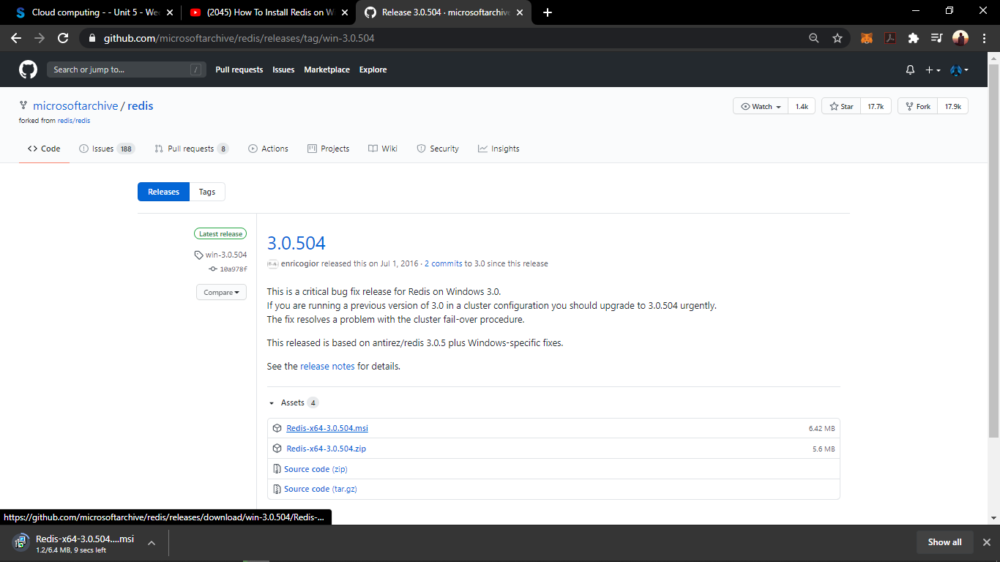 Cloud computing - - Unit 5 - Wee
(2045) How To Install Redis on Wi
Release 3.0.504 · microsoftarchive
github.com/microsoftarchive/redis/releases/tag/win-3.0.504
Search or jump to... /
Pull requests Issues Marketplace Explore
microsoftarchive / redis
forked from redis/redis
Watch 1.4k Star 17.7k Fork 17.9k
Code Issues 188 Pull requests 8 Actions Projects Wiki Security Insights
Releases Tags
Latest release
win-3.0.504
10a978f
Compare
3.0.504
enricogior released this on Jul 1, 2016 · 2 commits to 3.0 since this release
This is a critical bug fix release for Redis on Windows 3.0.
If you are running a previous version of 3.0 in a cluster configuration you should upgrade to 3.0.504 urgently.
The fix resolves a problem with the cluster fail-over procedure.
This released is based on antirez/redis 3.0.5 plus Windows-specific fixes.
See the release notes for details.
Assets 4
Redis-x64-3.0.504.msi 6.42 MB
Redis-x64-3.0.504.zip 5.6 MB
Source code (zip)
Source code (tar.gz)
https://github.com/microsoftarchive/redis/releases/download/win-3.0.504/Redis-...
Redis-x64-3.0.504....msi
1.2/6.4 MB, 9 secs left
Show all